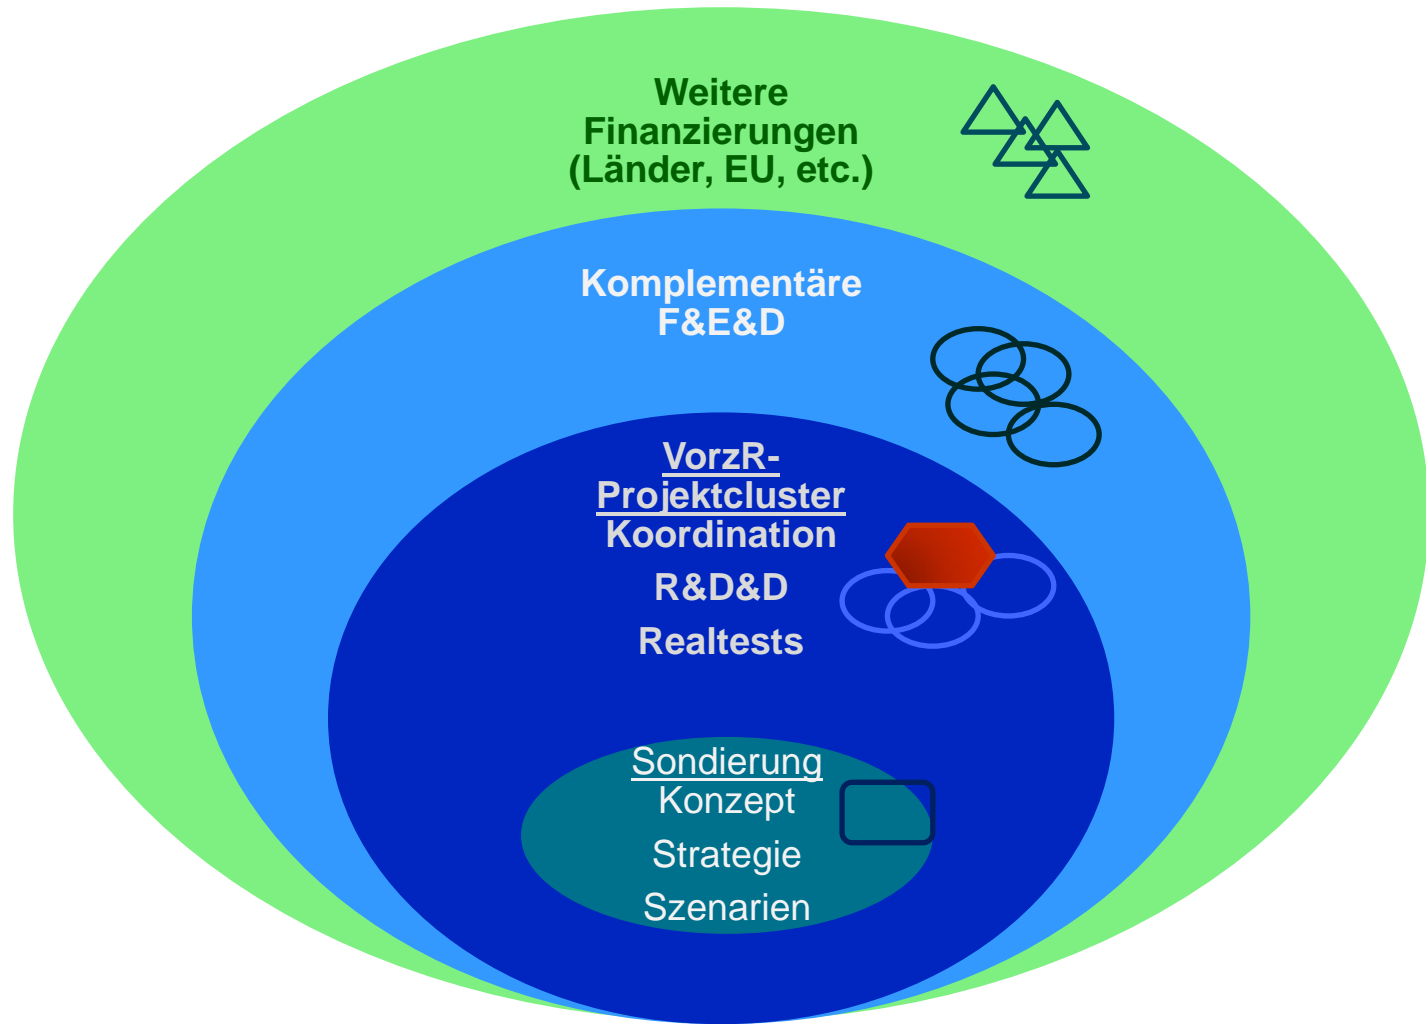 Weitere
Finanzierungen
(Länder, EU, etc.)
Komplementäre
F&E&D
VorzR-
Projektcluster
Koordination
R&D&D
Realtests
Sondierung
Konzept
Strategie
Szenarien